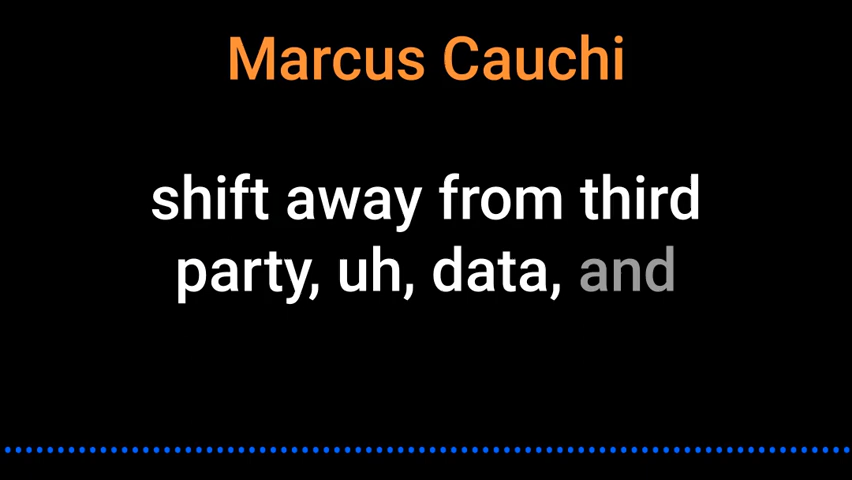 Marcus Cauchi
shift away from third
party, uh, data, and